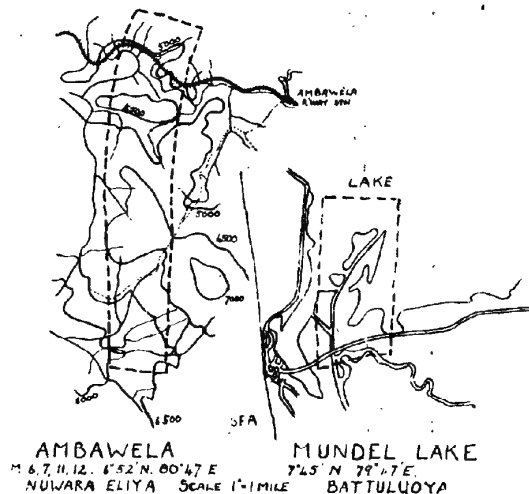 5000
AMBAWELA
R'WAY STN
6500
LAKE
5000
6500
7000
6000
6500
SEA
AMBAWELA
M. 6,7,11,12. 6°52'N. 80°47 E
NUWARA ELIYA SCALE 1"-1 MILE
MUNDEL LAKE
7°45' N 79°47'E.
BATTULUOYA